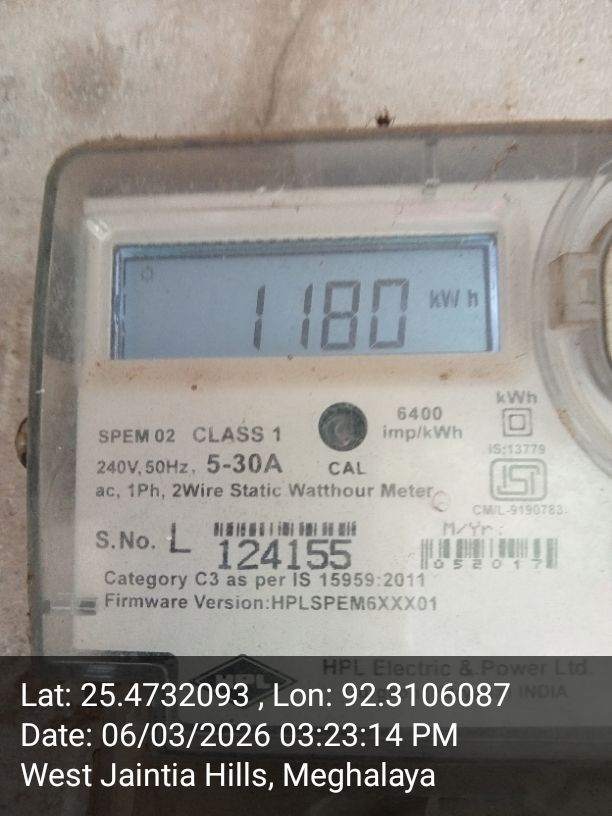 1180 kWh
kWh
6400
imp/kWh
SPEM 02 CLASS 1
CAL
240V, 50Hz, 5-30A
IS:13779
ac, 1Ph, 2Wire Static Watthour Meter
ISI
CM/L-9190783
M/Yr:
S.No. L 124155
052017
Category C3 as per IS 15959:2011
Firmware Version:HPLSPEM6XXX01
HPL
HPL Electric & Power Ltd.
INDIA
Lat: 25.4732093 , Lon: 92.3106087
Date: 06/03/2026 03:23:14 PM
West Jaintia Hills, Meghalaya